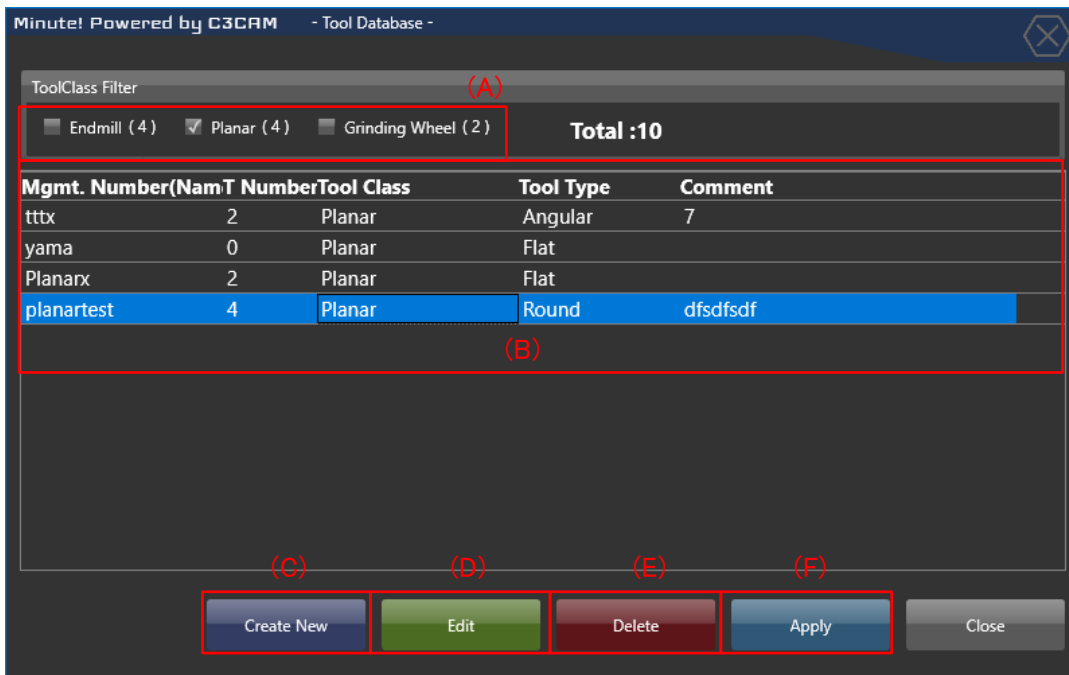 Minute! Powered by C3CAM - Tool Database -
ToolClass Filter (A)
Endmill (4) Planar (4) Grinding Wheel (2) Total :10
Mgmt. Number(Nam T Number Tool Class Tool Type Comment
tttx 2 Planar Angular 7
yama 0 Planar Flat
Planarx 2 Planar Flat
planartest 4 Planar Round dfsdfsdf
(B)
(C) (D) (E) (F)
Create New Edit Delete Apply Close